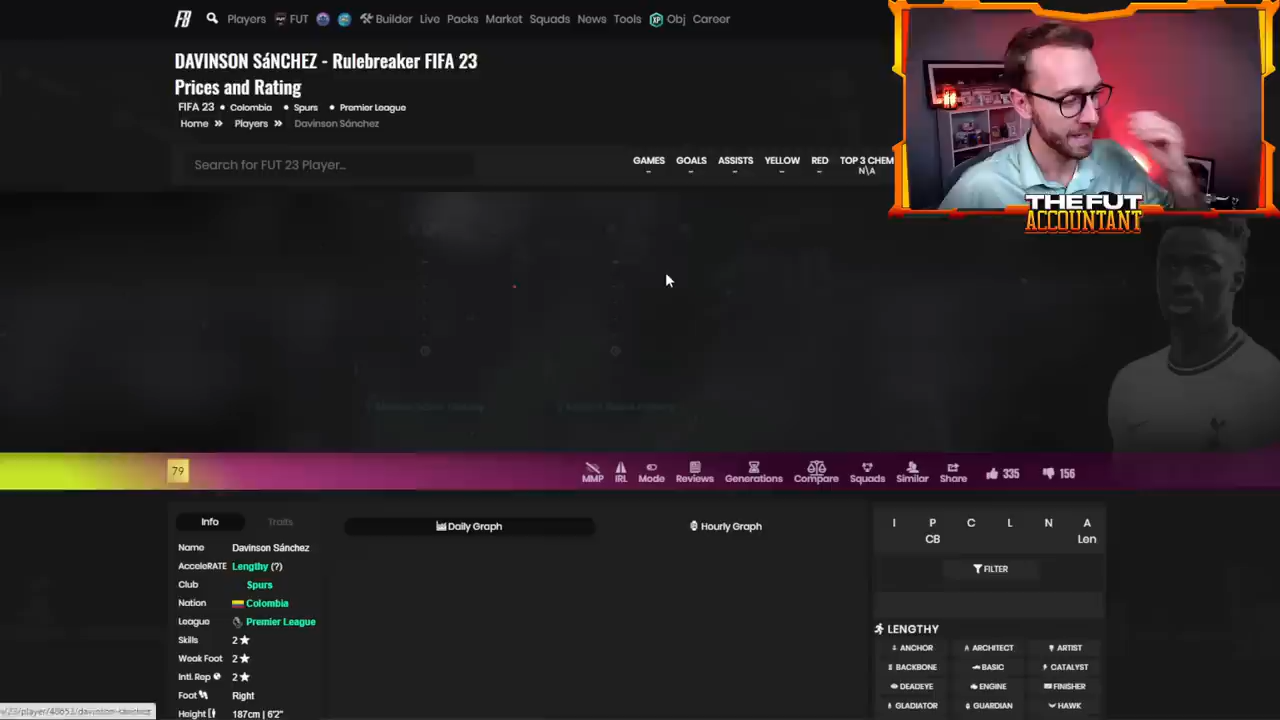 F8 Players FUT Builder Live Packs Market Squads News Tools XP Obj Career
DAVINSON SáNCHEZ - Rulebreaker FIFA 23
Prices and Rating
FIFA 23 • Colombia • Spurs • Premier League
Home » Players » Davinson Sánchez
Search for FUT 23 Player...
GAMES GOALS ASSISTS YELLOW RED TOP 3 CHEM
- - - - - N\A
THE FUT
ACCOUNTANT
79
MMP IRL Mode Reviews Generations Compare Squads Similar Share 335 156
Info Traits
Daily Graph Hourly Graph
I P C L N A
CB Len
FILTER
Name Davinson Sánchez
AcceleRATE Lengthy (?)
Club Spurs
Nation Colombia
League Premier League
Skills 2★
Weak Foot 2★
Intl. Rep 2★
Foot Right
Height 187cm | 6'2"
LENGTHY
ANCHOR ARCHITECT ARTIST
BACKBONE BASIC CATALYST
DEADEYE ENGINE FINISHER
GLADIATOR GUARDIAN HAWK